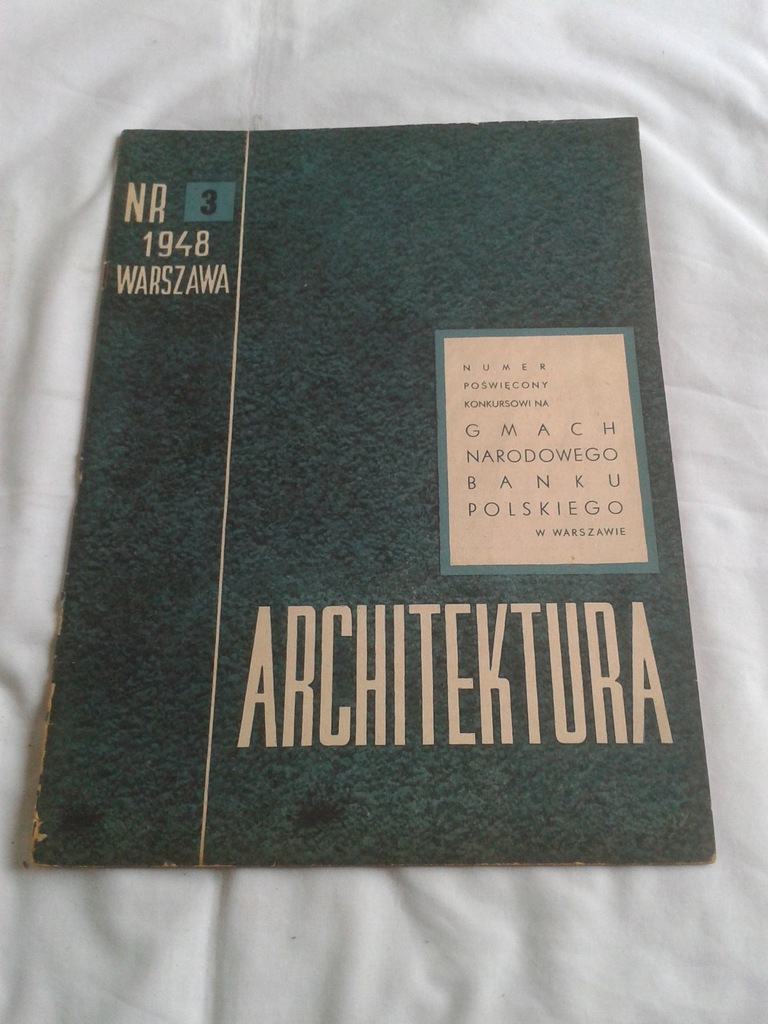 NR 3
1948
WARSZAWA
NUMER
POŚWIĘCONY
KONKURSOWI NA
GMACH
NARODOWEGO
BANKU
POLSKIEGO
W WARSZAWIE
ARCHITEKTURA